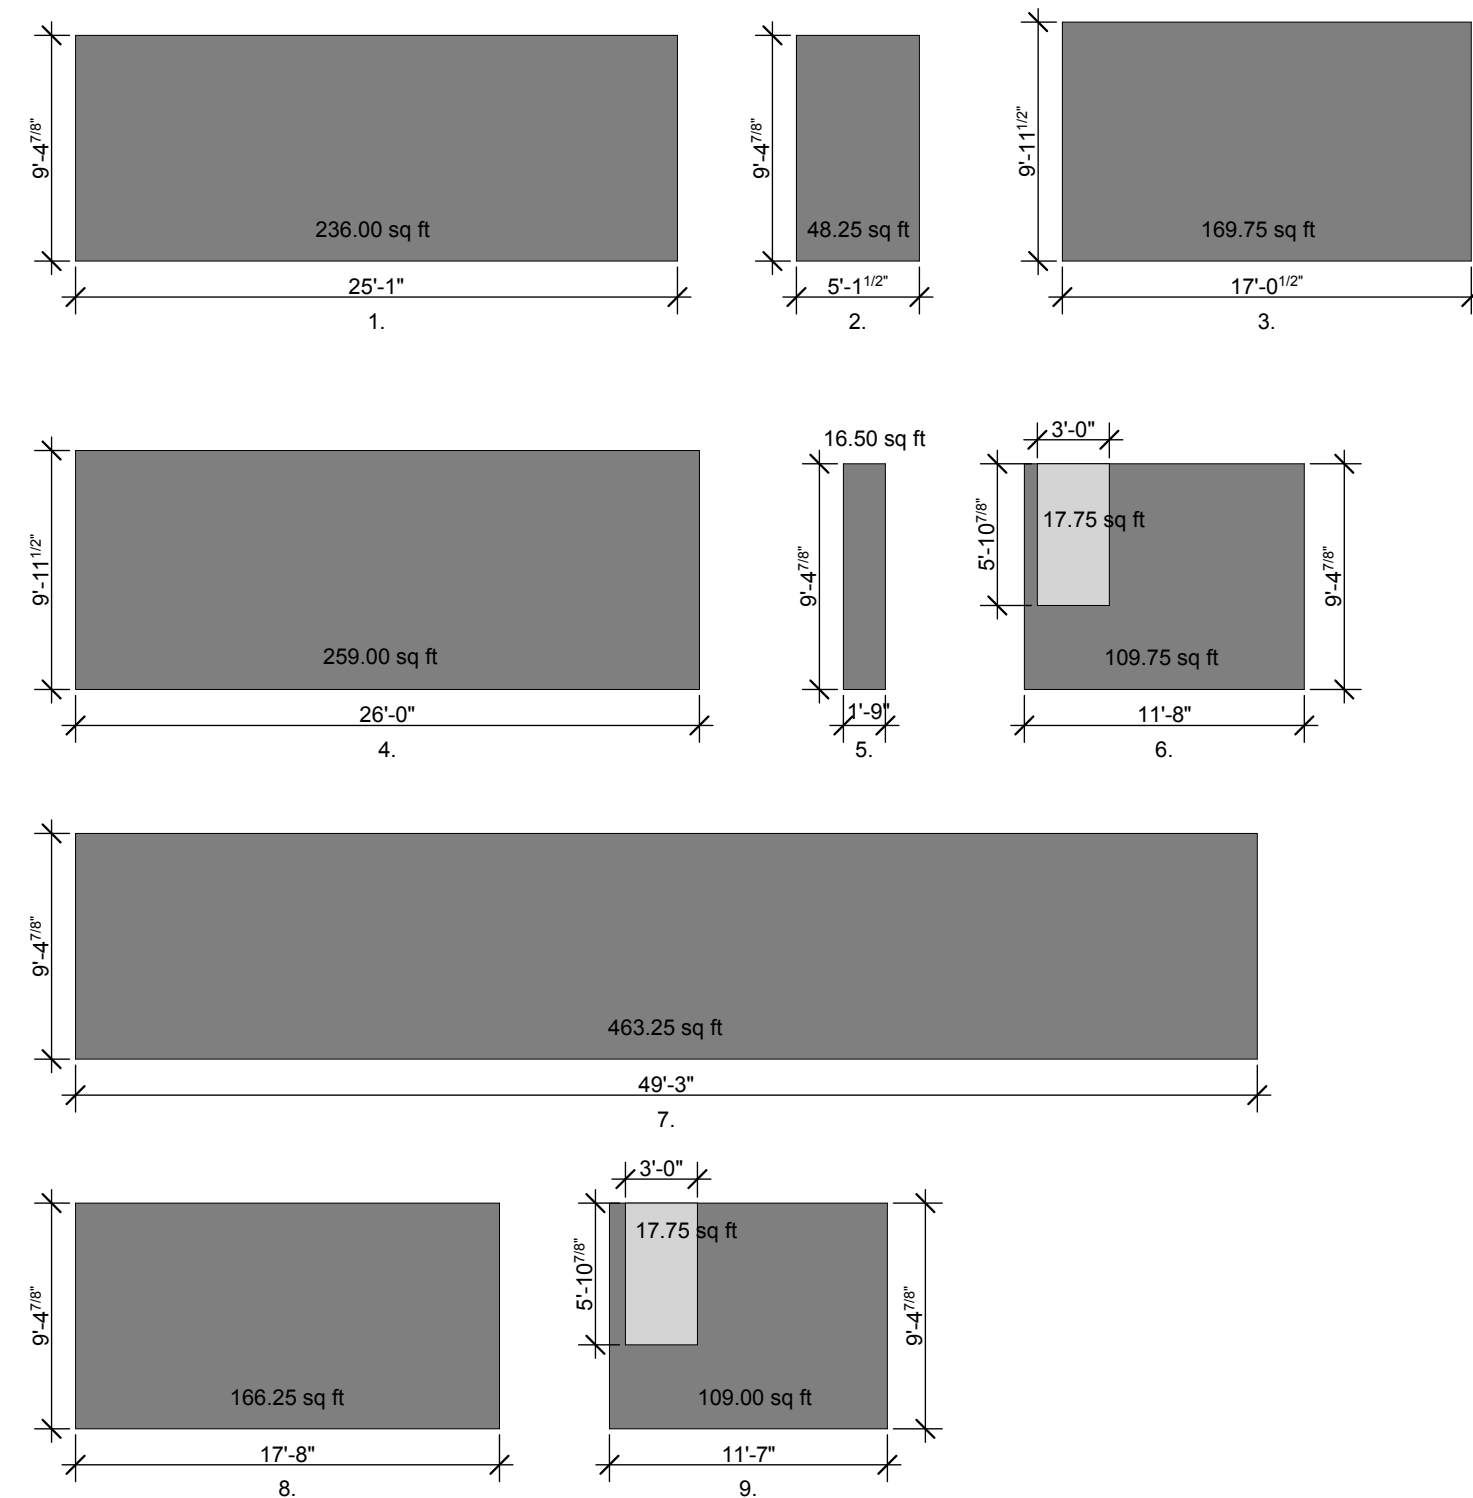 9'-4 7/8"
236.00 sq ft
25'-1"
1.
9'-4 7/8"
48.25 sq ft
5'-1 1/2"
2.
9'-11 1/2"
169.75 sq ft
17'-0 1/2"
3.
9'-11 1/2"
259.00 sq ft
26'-0"
4.
16.50 sq ft
9'-4 7/8"
1'-9"
5.
3'-0"
5'-10 7/8"
17.75 sq ft
9'-4 7/8"
109.75 sq ft
11'-8"
6.
9'-4 7/8"
463.25 sq ft
49'-3"
7.
9'-4 7/8"
166.25 sq ft
17'-8"
8.
3'-0"
5'-10 7/8"
17.75 sq ft
9'-4 7/8"
109.00 sq ft
11'-7"
9.